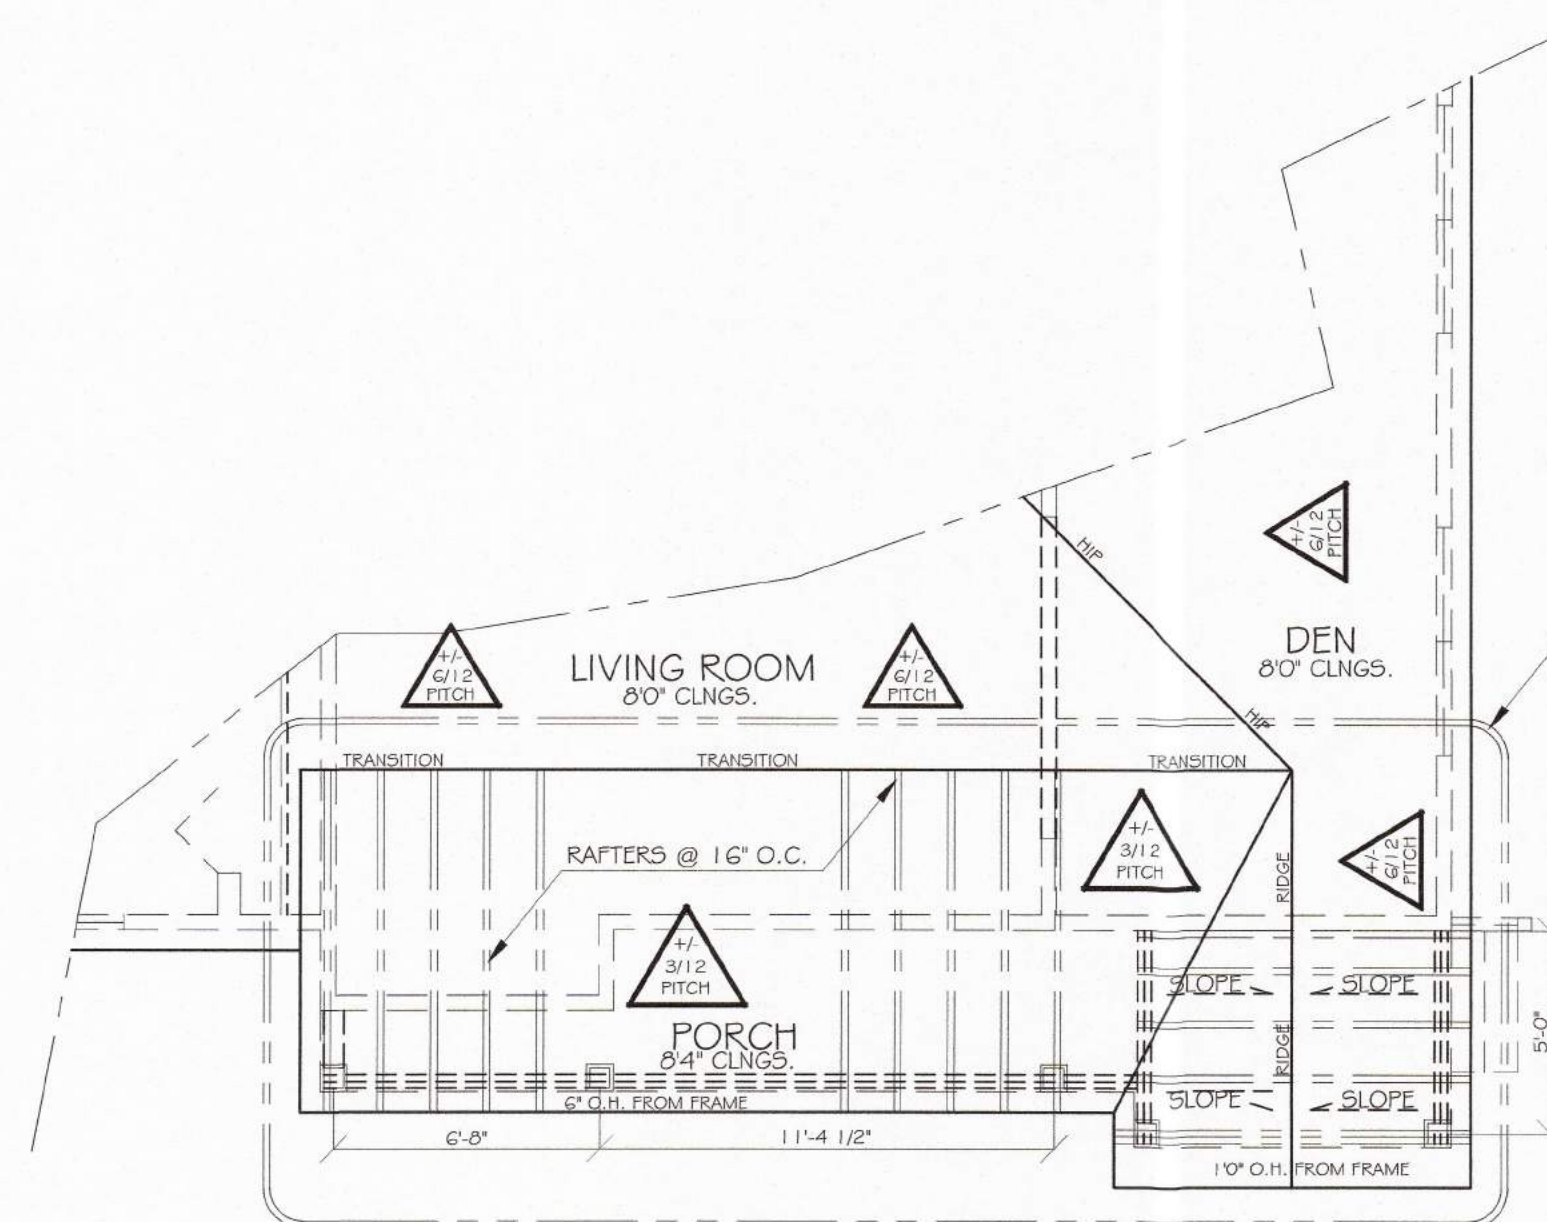 +/-
6/12
PITCH
HIP
DEN
8'0" CLNGS.
+/-
6/12
PITCH
LIVING ROOM
8'0" CLNGS.
+/-
6/12
PITCH
HIP
TRANSITION
TRANSITION
TRANSITION
RAFTERS @ 16" O.C.
+/-
3/12
PITCH
RIDGE
+/-
6/12
PITCH
+/-
3/12
PITCH
SLOPE
SLOPE
PORCH
8'4" CLNGS.
RIDGE
5'-0"
6" O.H. FROM FRAME
SLOPE
SLOPE
6'-8"
11'-4 1/2"
1'0" O.H. FROM FRAME